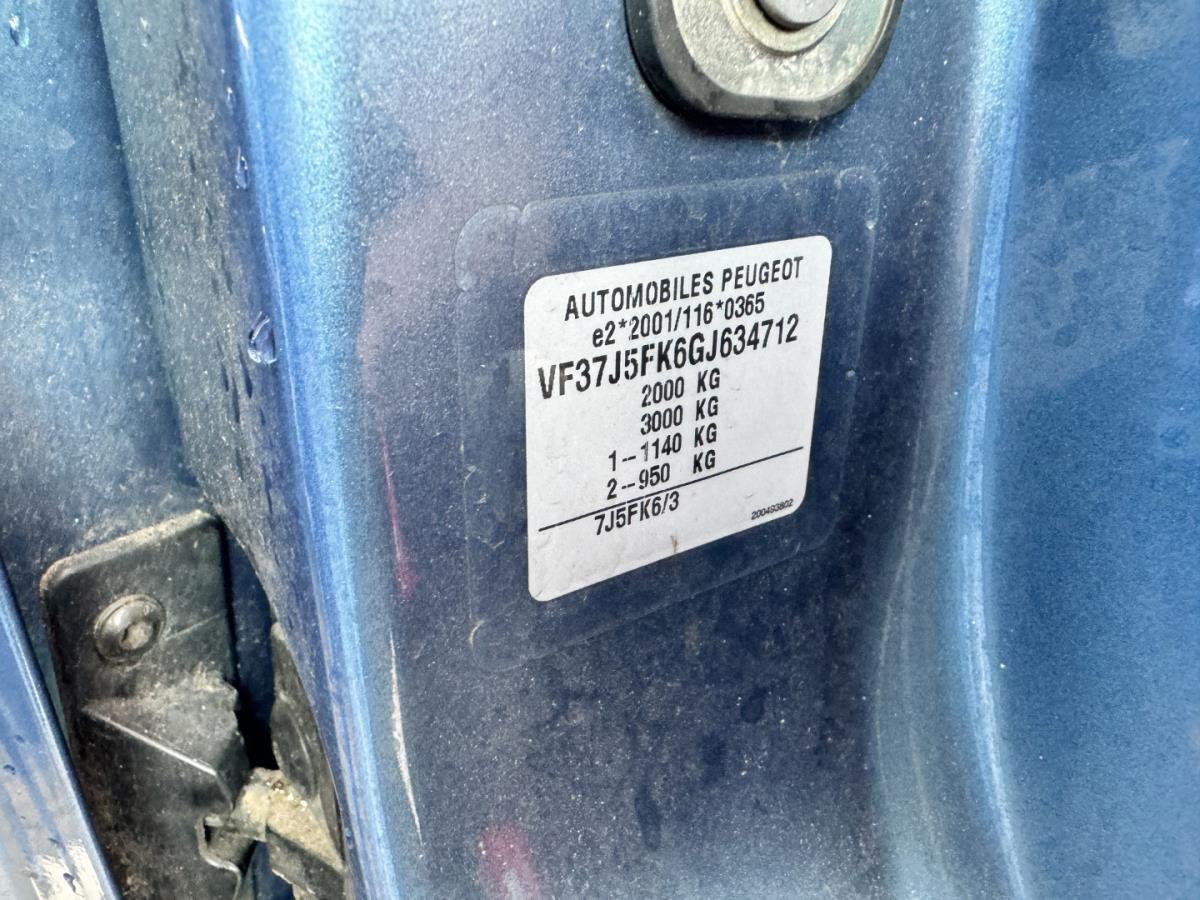 AUTOMOBILES PEUGEOT
e2*2001/116*0365
VF37J5FK6GJ634712
2000 KG
3000 KG
1--1140 KG
2--950 KG
7J5FK6/3
200493802